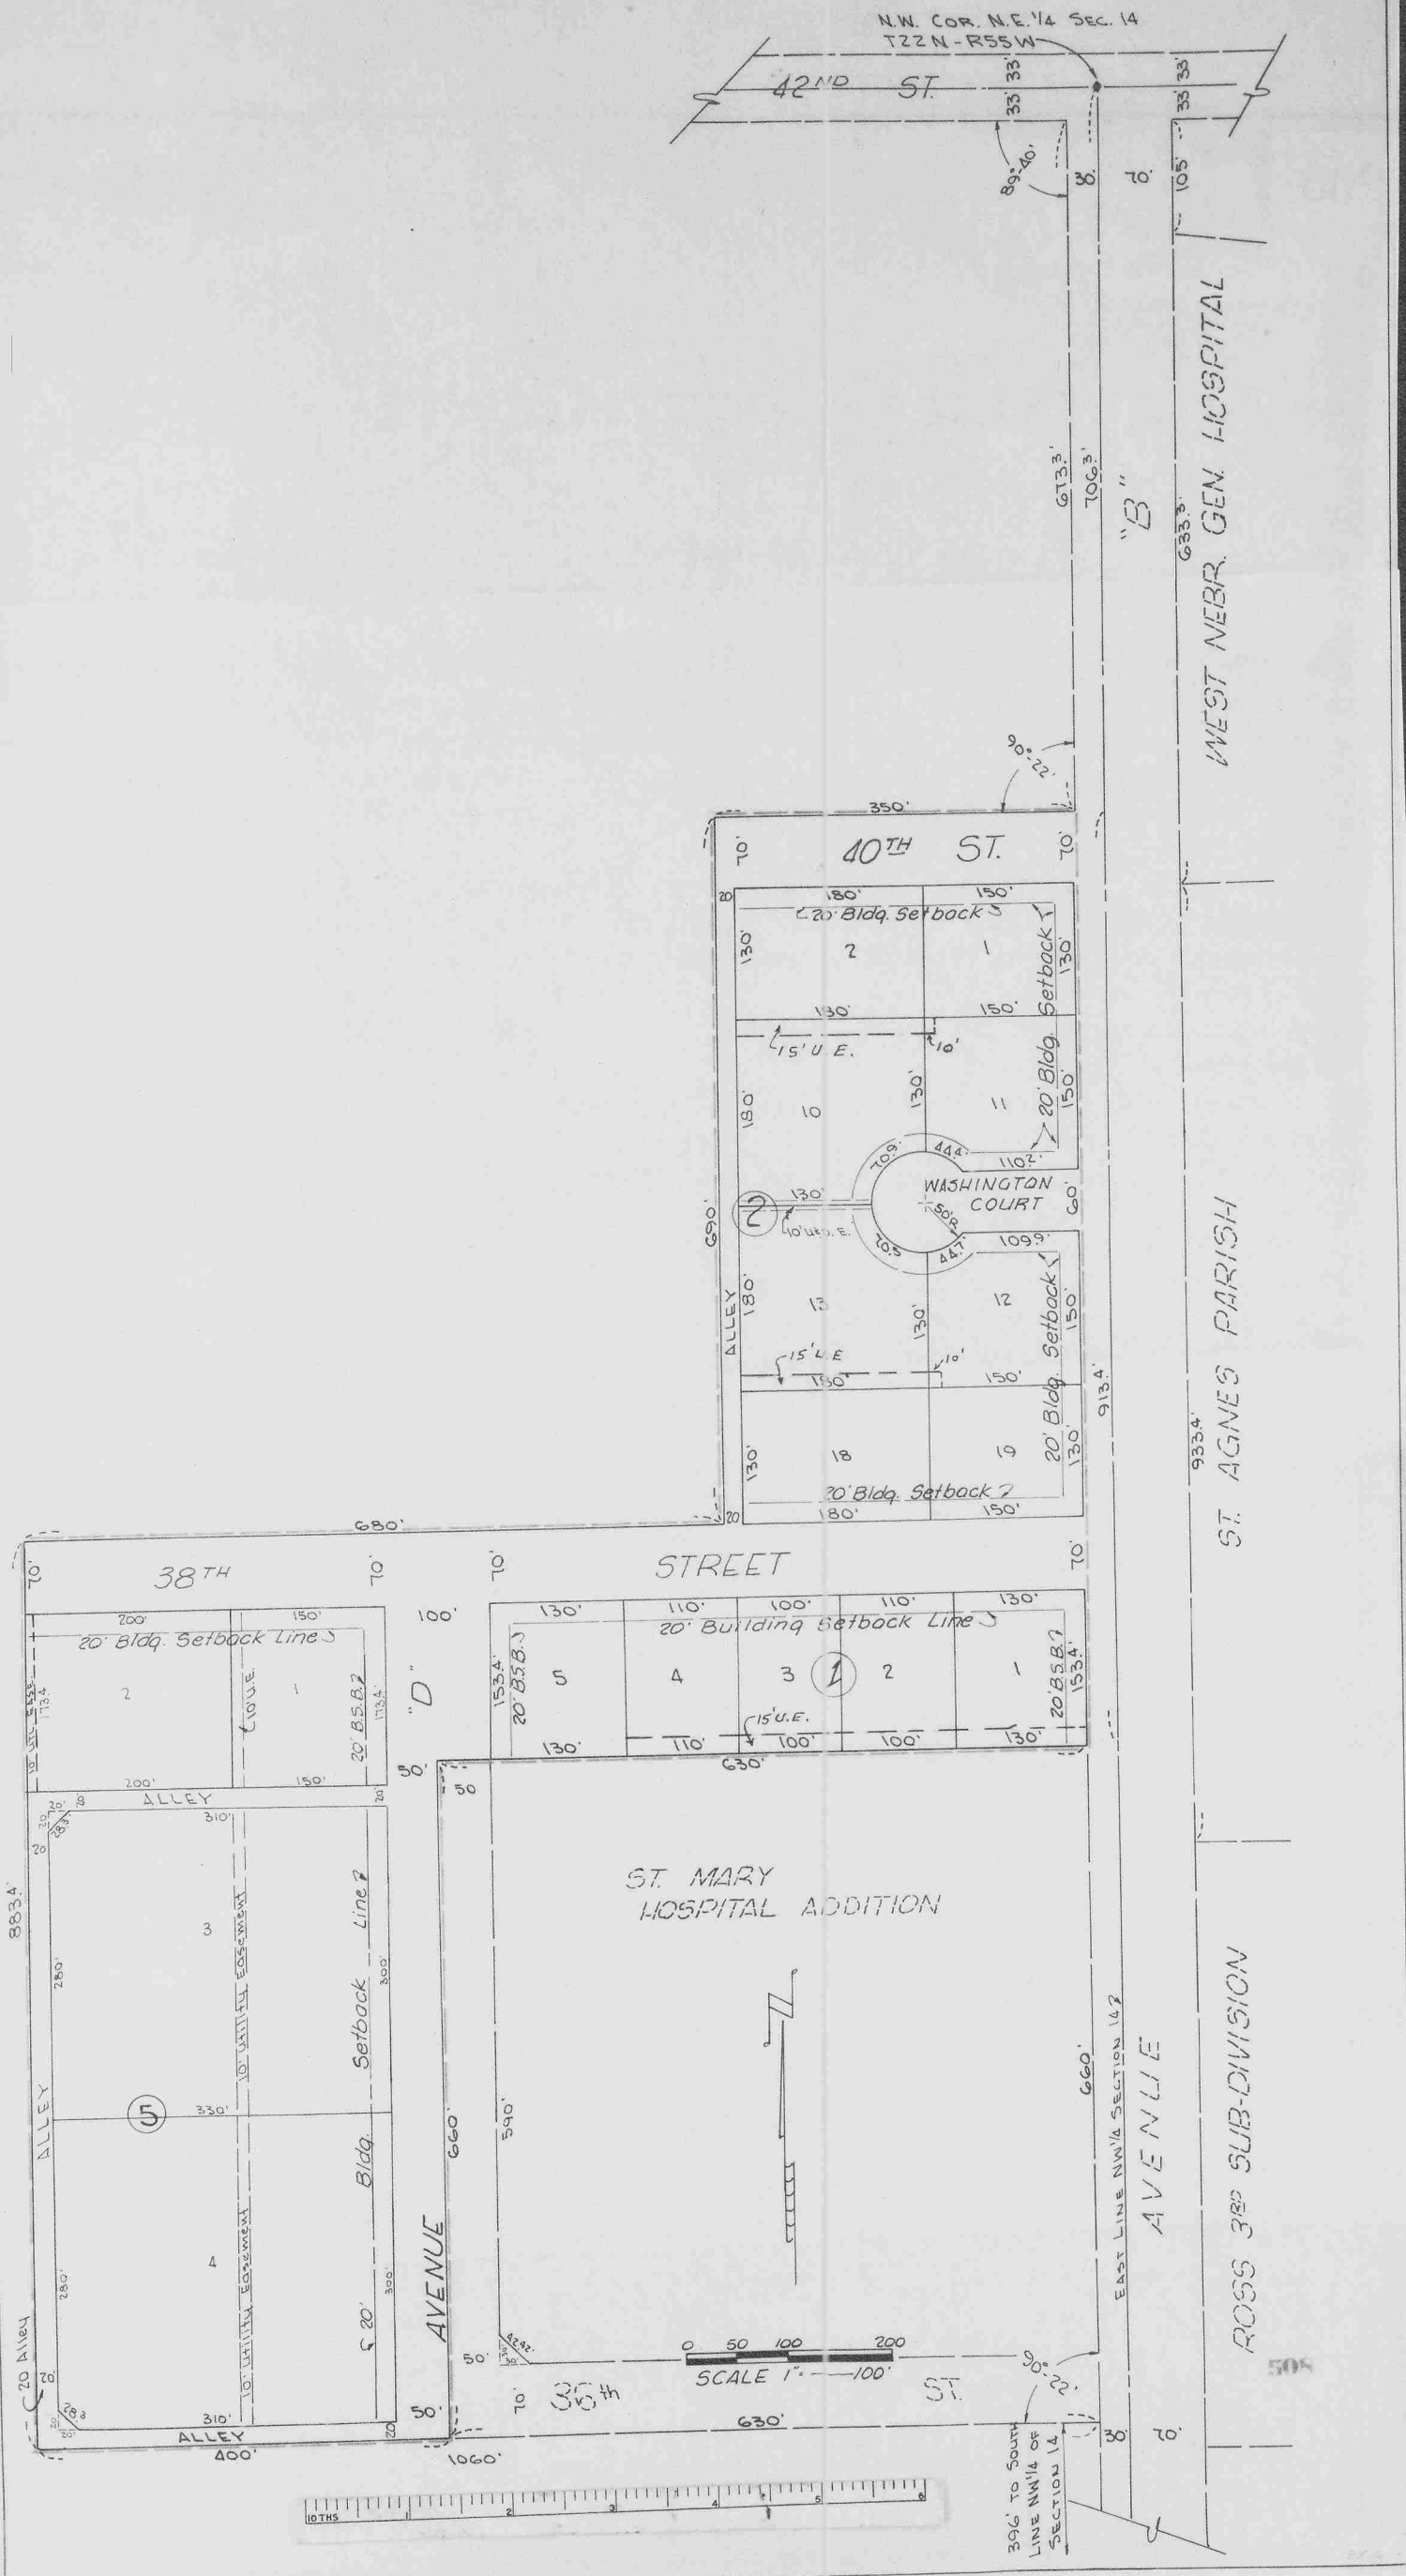 N.W. COR. N.E. 1/4 SEC. 14
T22N-R55W
42ND ST.
33' 33'
33' 33'
89°-40'
70.
105'
673.3'
706.3'
"B"
633.3'
WEST NEBR. GEN. HOSPITAL
90°-22'
350'
40TH ST.
70'
70'
20
180'
150'
20' Bldg. Setback
130'
2
1
20' Bldg. Setback
130'
150'
15' U.E.
10'
180'
10
130'
11
150'
70.9'
44.4'
110.2'
WASHINGTON
COURT
60'
50'R.
130'
2
690'
70.5
44.7'
109.9'
ALLEY
180'
13
130'
12
20' Bldg. Setback
150'
15' U.E
10'
180'
150'
913.4'
130'
18
19
130'
20' Bldg. Setback
20
180'
150'
933.4'
ST. AGNES PARISH
680'
70'
38TH
70'
70'
STREET
70'
200'
150'
100'
130'
110'
100'
110'
130'
20' Bldg. Setback Line
20' Building Setback Line
10' UTIL. EASE.
173.4
2
10' U.E.
1
20' B.S.B.
173.4
"D"
153.4'
20' B.S.B.
5
4
3
1
2
1
20' B.S.B.
153.4'
15' U.E.
130'
110'
100'
100'
130'
200'
150'
50'
50
630'
ALLEY
20'
20
20
28.3
20
20'
310'
883.4'
ST. MARY
HOSPITAL ADDITION
3
280'
10' Utility Easement
Bldg. Setback Line
300'
5
330'
ALLEY
660'
590'
660'
EAST LINE NW 1/4 SECTION 14
AVENUE
ROSS 3RD SUB-DIVISION
4
280'
10' Utility Easement
20'
300'
AVENUE
20' Alley
20'
310'
20
50'
50'
42.42'
30'
70'
0 50 100 200
SCALE 1" = 100'
36th ST.
90°-22'
508
ALLEY
400'
1060'
630'
30'
70'
396' TO SOUTH
LINE NW 1/4 OF
SECTION 14
10THS 1 2 3 4 5 6